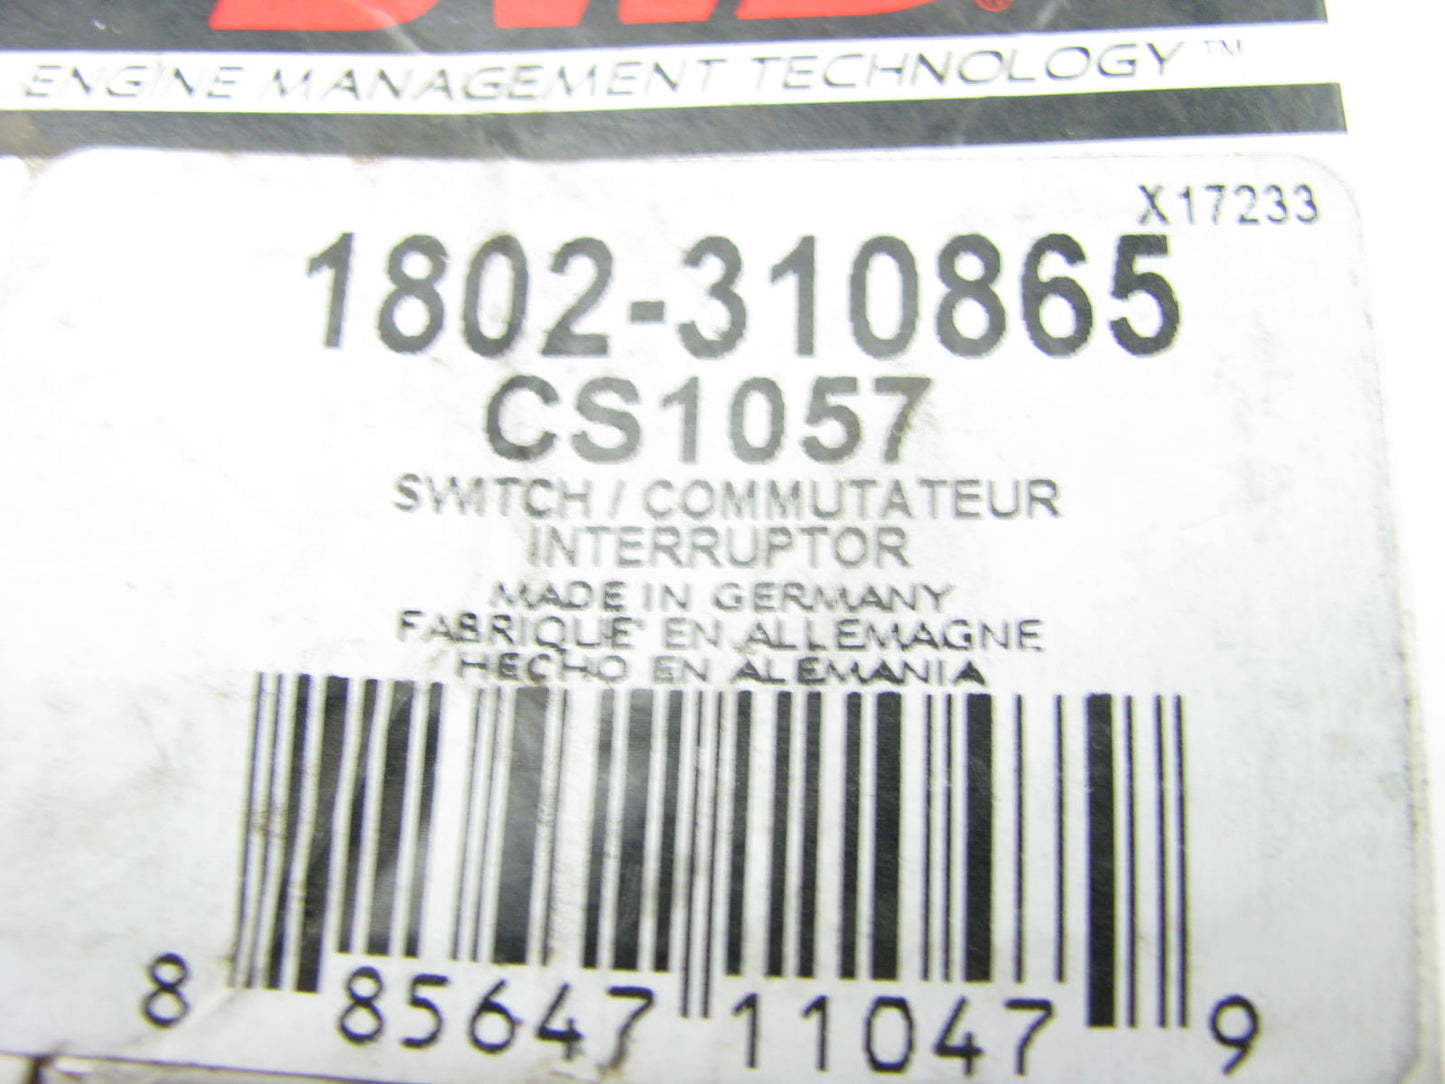 ENGINE MANAGEMENT TECHNOLOGY™
X17233
1802-310865
CS1057
SWITCH / COMMUTATEUR
INTERRUPTOR
MADE IN GERMANY
FABRIQUE' EN ALLEMAGNE
HECHO EN ALEMANIA
8 85647 11047 9